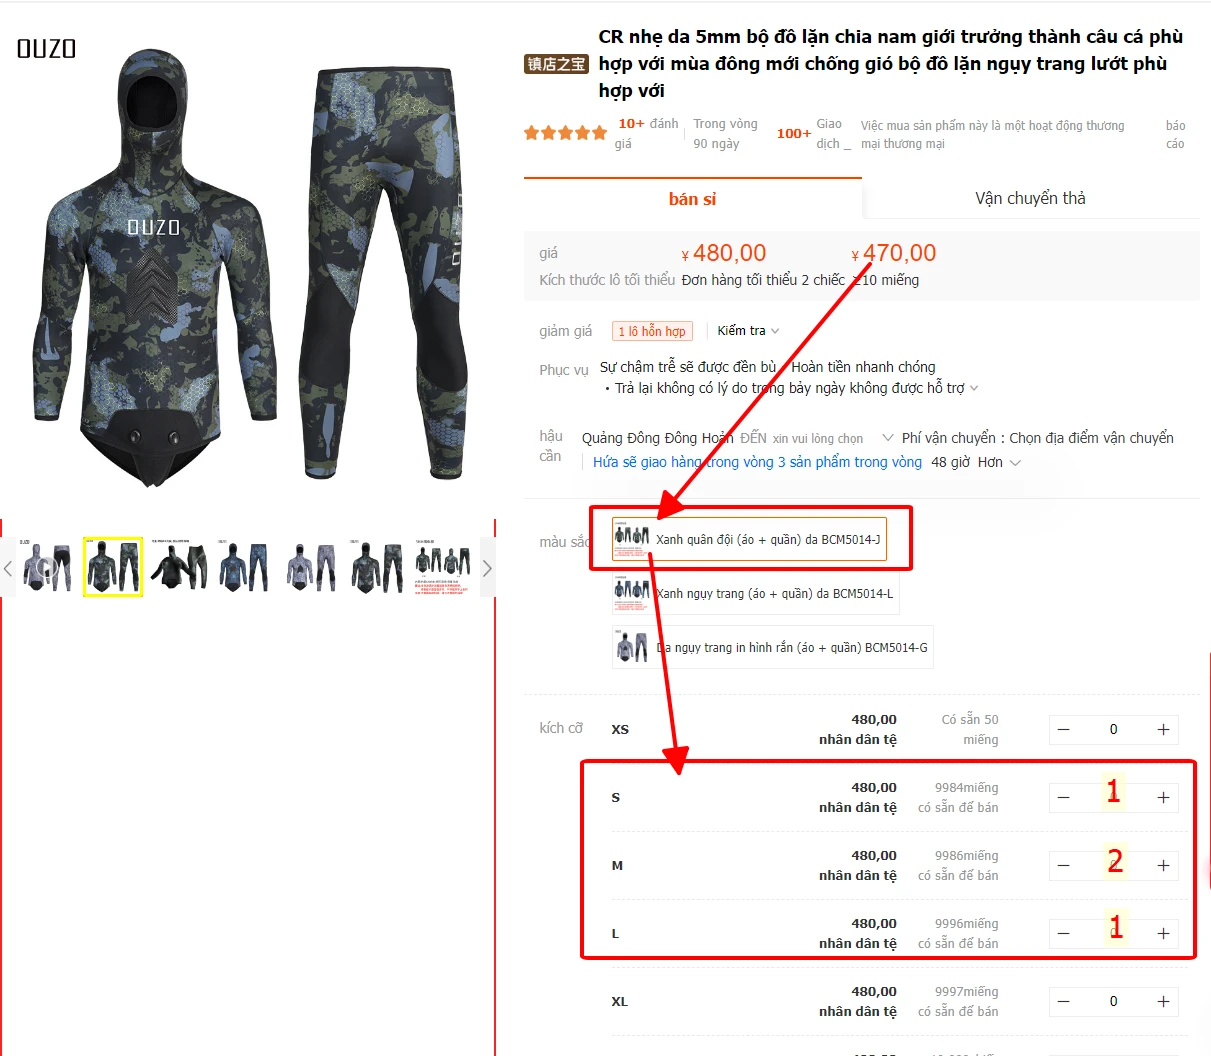 OUZO
OUZO
OUZO
镇店之宝
CR nhẹ da 5mm bộ đồ lặn chia nam giới trưởng thành câu cá phù
hợp với mùa đông mới chống gió bộ đồ lặn ngụy trang lướt phù
hợp với
10+ đánh
giá
Trong vòng
90 ngày
100+
Giao
dịch _
Việc mua sản phẩm này là một hoạt động thương
mại thương mại
báo
cáo
bán sỉ
Vận chuyển thả
giá
¥ 480,00
¥ 470,00
Kích thước lô tối thiểu
Đơn hàng tối thiểu 2 chiếc
≥10 miếng
giảm giá
1 lô hỗn hợp
Kiểm tra
Phục vụ
Sự chậm trễ sẽ được đền bù
Hoàn tiền nhanh chóng
· Trả lại không có lý do trong bảy ngày không được hỗ trợ
hậu
cần
Quảng Đông Đông Hoản ĐẾN xin vui lòng chọn
Phí vận chuyển : Chọn địa điểm vận chuyển
Hứa sẽ giao hàng trong vòng 3 sản phẩm trong vòng
48 giờ
Hơn
màu sắc
Xanh quân đội (áo + quần) da BCM5014-J
Xanh ngụy trang (áo + quần) da BCM5014-L
Da ngụy trang in hình rắn (áo + quần) BCM5014-G
kích cỡ
XS
480,00
nhân dân tệ
Có sẵn 50
miếng
0
S
480,00
nhân dân tệ
9984miếng
có sẵn để bán
1
M
480,00
nhân dân tệ
9986miếng
có sẵn để bán
2
L
480,00
nhân dân tệ
9996miếng
có sẵn để bán
1
XL
480,00
nhân dân tệ
9997miếng
có sẵn để bán
0